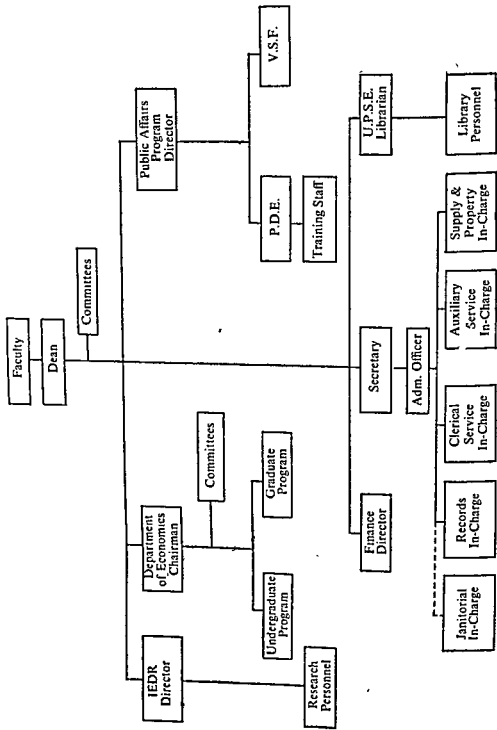 Faculty
Dean
Committees
IEDR
Director
Department
of Economics
Chairman
Public Affairs
Program
Director
Committees
Research
Personnel
Undergraduate
Program
Graduate
Program
P.D.E.
V.S.F.
Training Staff
Finance
Director
Secretary
U.P.S.E.
Librarian
Adm. Officer
Janitorial
In-Charge
Records
In-Charge
Clerical
Service
In-Charge
Auxiliary
Service
In-Charge
Supply &
Property
In-Charge
Library
Personnel